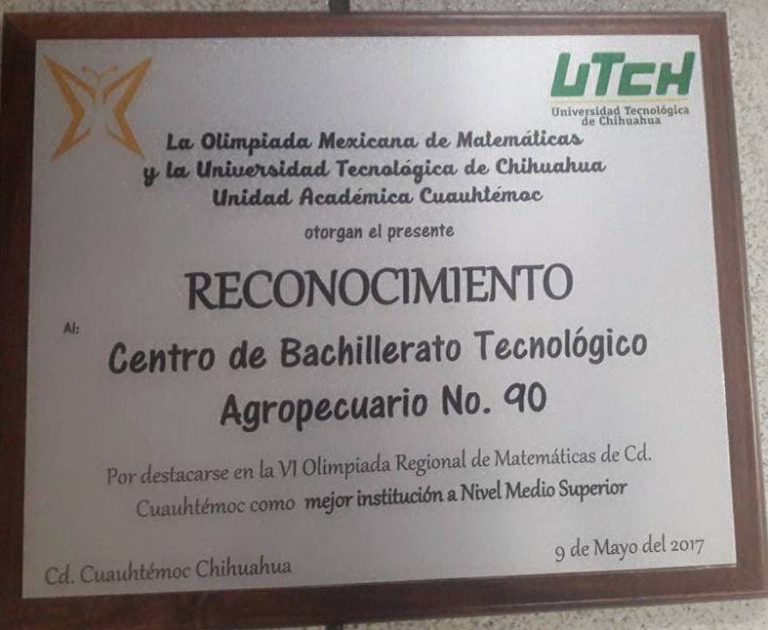 UTCH
Universidad Tecnológica
de Chihuahua
La Olimpiada Mexicana de Matemáticas
y la Universidad Tecnológica de Chihuahua
Unidad Académica Cuauhtémoc
otorgan el presente
RECONOCIMIENTO
Al:
Centro de Bachillerato Tecnológico
Agropecuario No. 90
Por destacarse en la VI Olimpiada Regional de Matemáticas de Cd.
Cuauhtémoc como mejor institución a Nivel Medio Superior
9 de Mayo del 2017
Cd. Cuauhtémoc Chihuahua